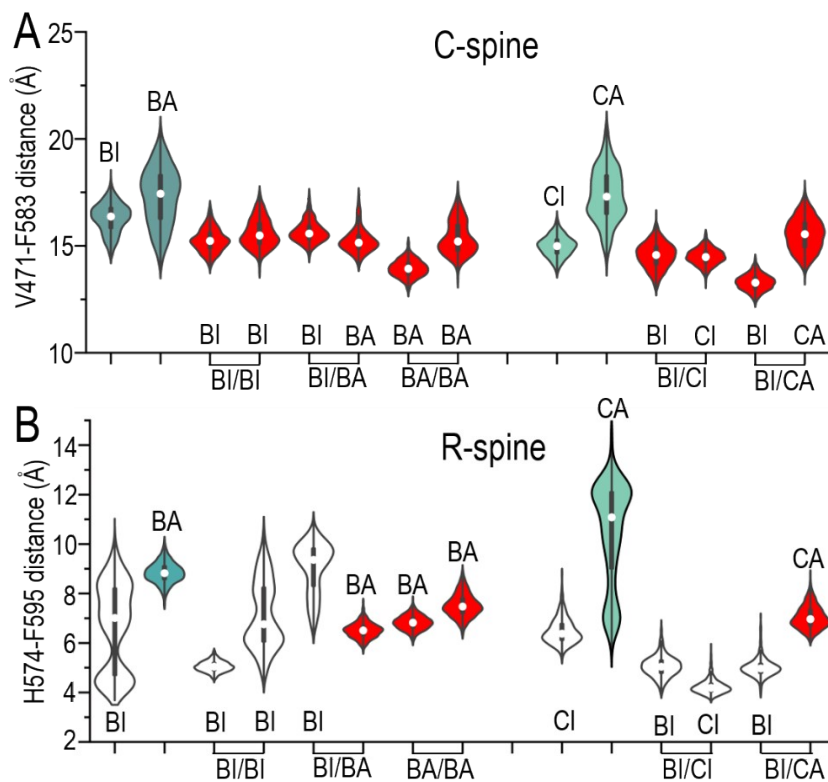 A
C-spine
V471-F583 distance (Å)
25
20
15
10
BI
BA
CI
CA
BI BI BI BA BA BA BI CI BI CA
BI/BI BI/BA BA/BA BI/CI BI/CA
B
R-spine
H574-F595 distance (Å)
14
12
10
8
6
4
2
BA
CA
BA BA BA CA
BI BI BI BI CI BI CI BI
BI/BI BI/BA BA/BA BI/CI BI/CA